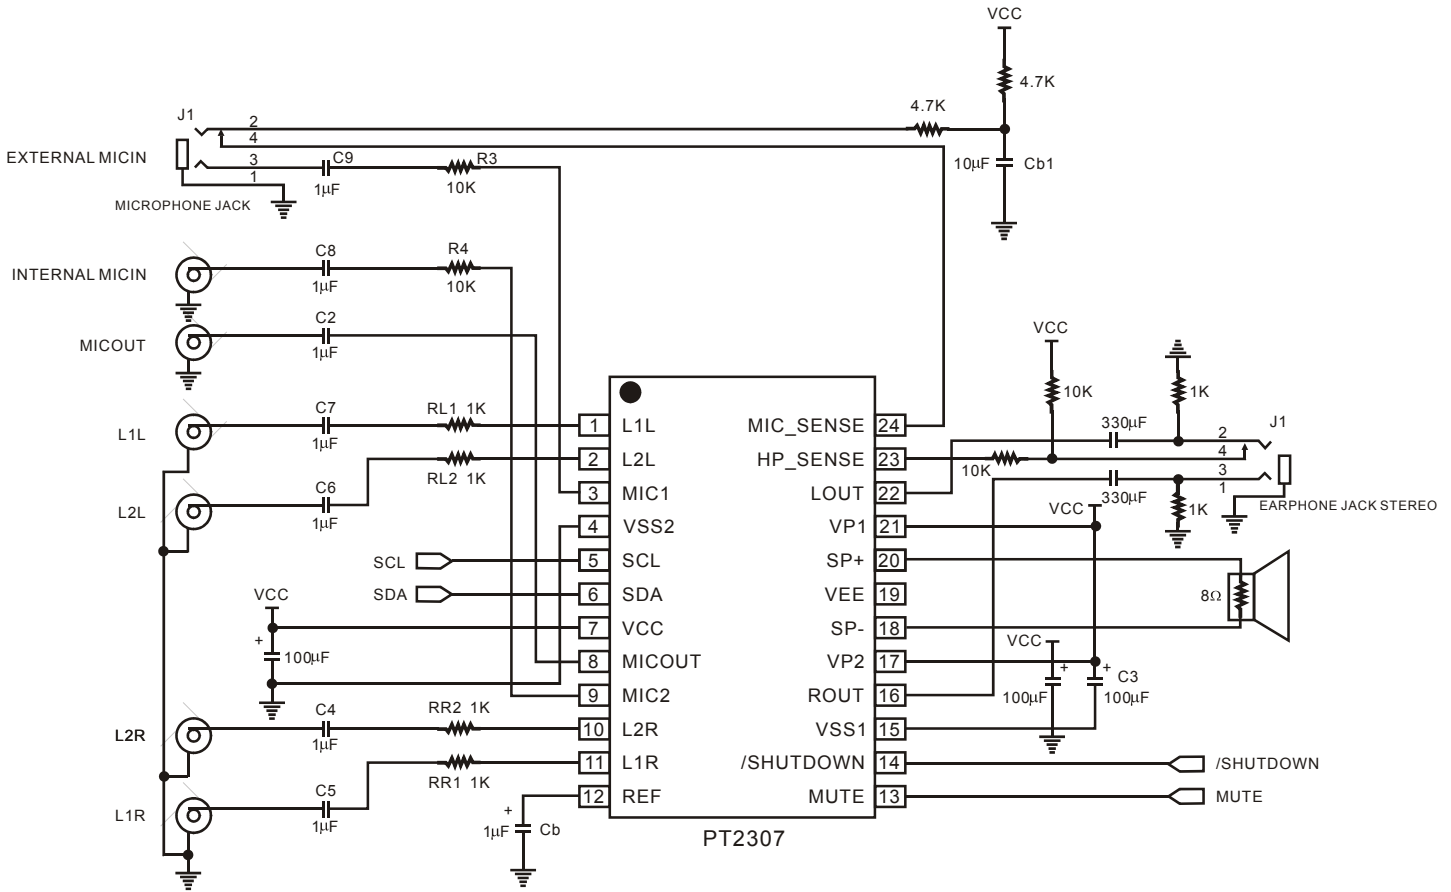 VCC
4.7K
4.7K
J1
2
4
EXTERNAL MICIN
3
C9
R3
10µF
Cb1
1
1µF
10K
MICROPHONE JACK
C8
R4
INTERNAL MICIN
1µF
10K
C2
MICOUT
1µF
VCC
10K
1K
C7
RL1 1K
L1L
1µF
1
L1L
MIC_SENSE
24
330µF
2
J1
4
RL2 1K
2
L2L
HP_SENSE
23
10K
3
1
C6
L2L
1µF
3
MIC1
LOUT
22
330µF
1K
EARPHONE JACK STEREO
VCC
4
VSS2
VP1
21
SCL
5
SCL
SP+
20
SDA
6
SDA
VEE
19
8Ω
VCC
+
100µF
7
VCC
SP-
18
VCC
8
MICOUT
VP2
17
+
+
C3
100µF
100µF
9
MIC2
ROUT
16
C4
RR2 1K
L2R
1µF
10
L2R
VSS1
15
RR1 1K
11
L1R
/SHUTDOWN
14
/SHUTDOWN
C5
L1R
1µF
12
REF
MUTE
13
MUTE
+
1µF
Cb
PT2307